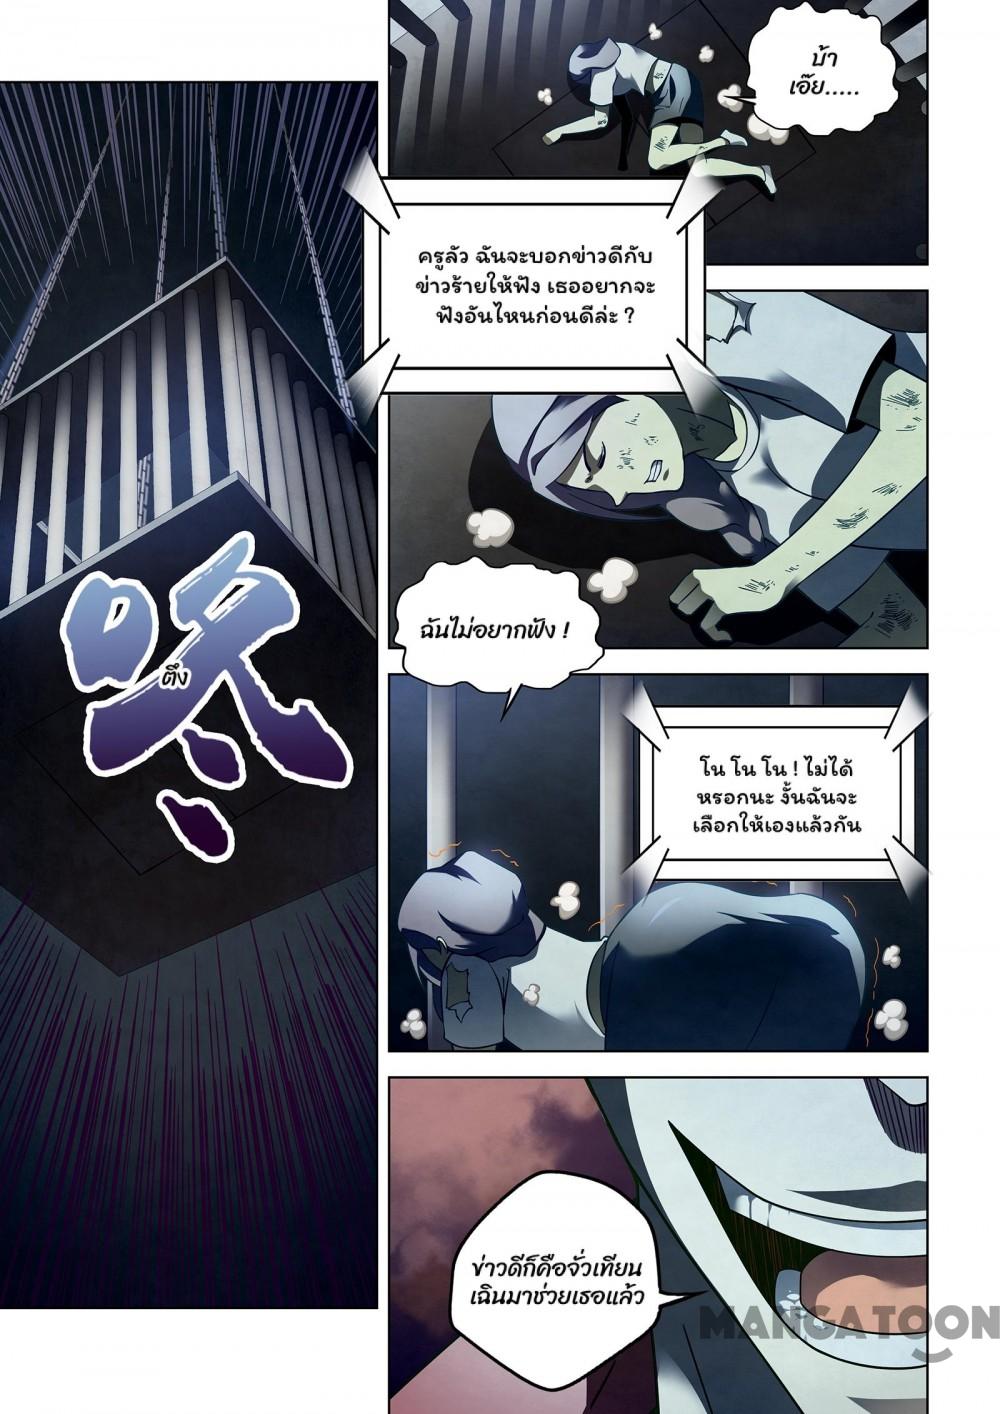 บ้า
เอ๊ย.....
ครูลัว ฉันจะบอกข่าวดีกับ
ข่าวร้ายให้ฟัง เธออยากจะ
ฟังอันไหนก่อนดีล่ะ ?
ตึง
ฉันไม่อยากฟัง !
โน โน โน ! ไม่ได้
หรอกนะ งั้นฉันจะ
เลือกให้เองแล้วกัน
ข่าวดีก็คือจั่วเทียน
เฉินมาช่วยเธอแล้ว
MANGATOON